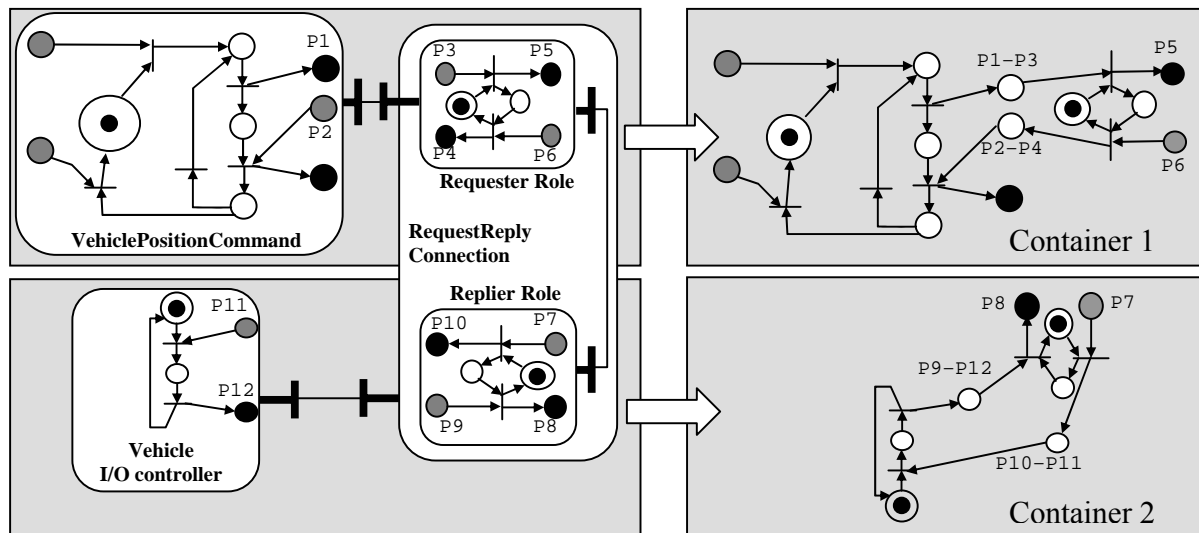 P1
P2
VehiclePositionCommand
P3
P5
P4
P6
Requester Role
RequestReply
Connection
Replier Role
P10
P7
P9
P8
P11
P12
Vehicle
I/O controller
P1-P3
P5
P2-P4
P6
Container 1
P8
P7
P9-P12
P10-P11
Container 2